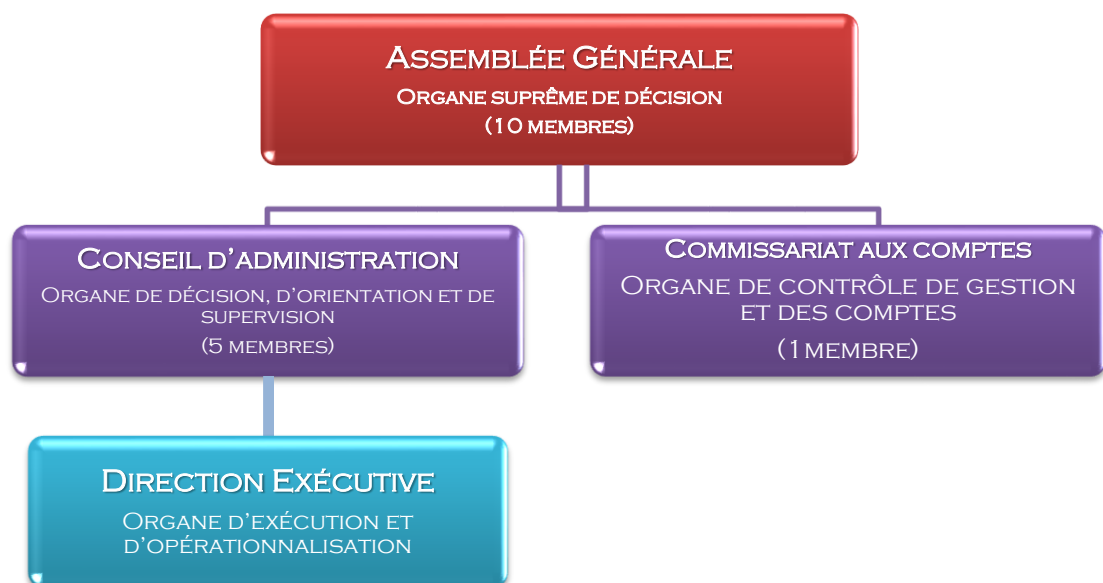 Assemblée Générale
Organe suprême de décision
(10 membres)
Conseil d'administration
Organe de décision, d'orientation et de
supervision
(5 membres)
Commissariat aux comptes
Organe de contrôle de gestion
et des comptes
(1membre)
Direction Exécutive
Organe d'exécution et
d'opérationnalisation